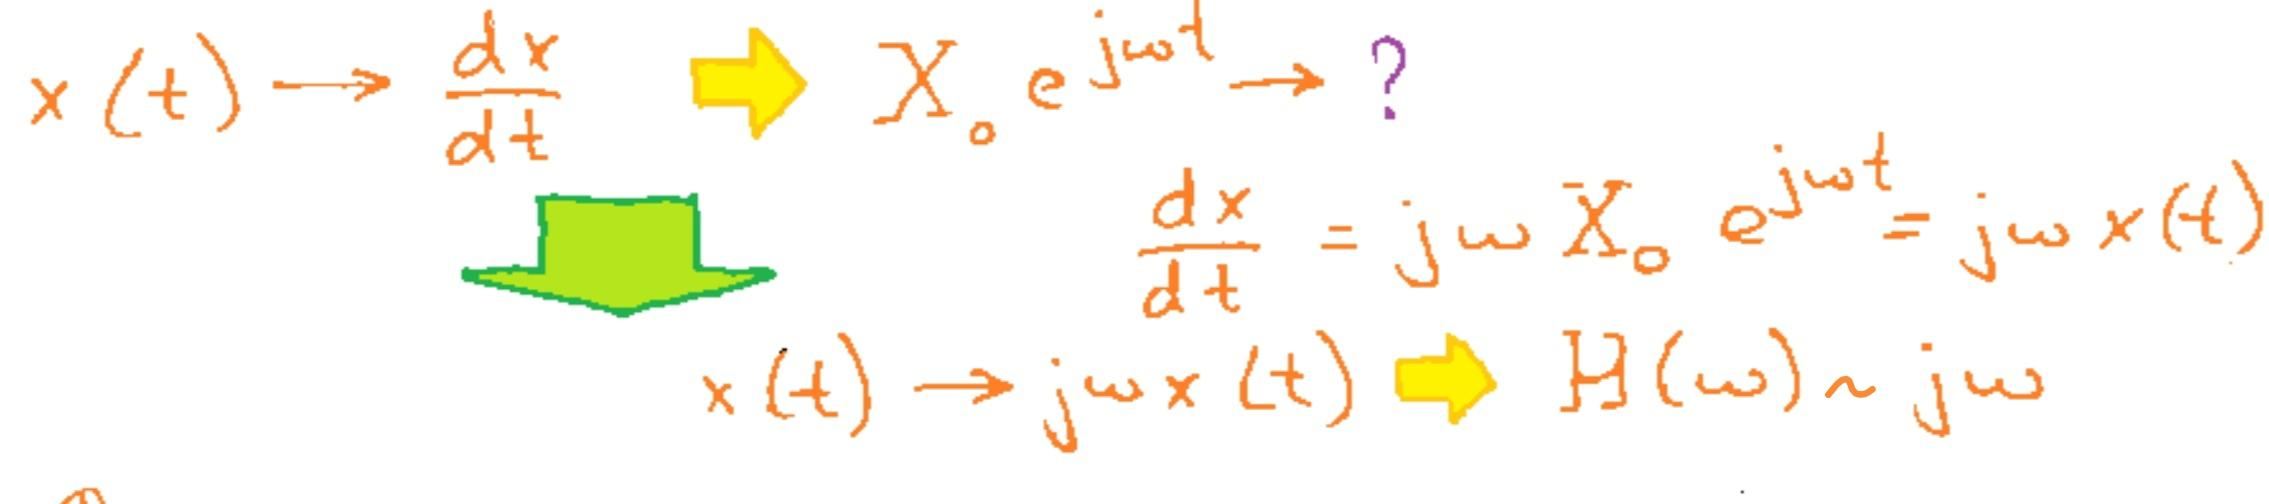 x(t) → dx/dt ⇒ X₀ e^{jωt} → ?
dx/dt = jω X₀ e^{jωt} = jω x(t)
x(t) → jω x(t) ⇒ H(ω) ~ jω